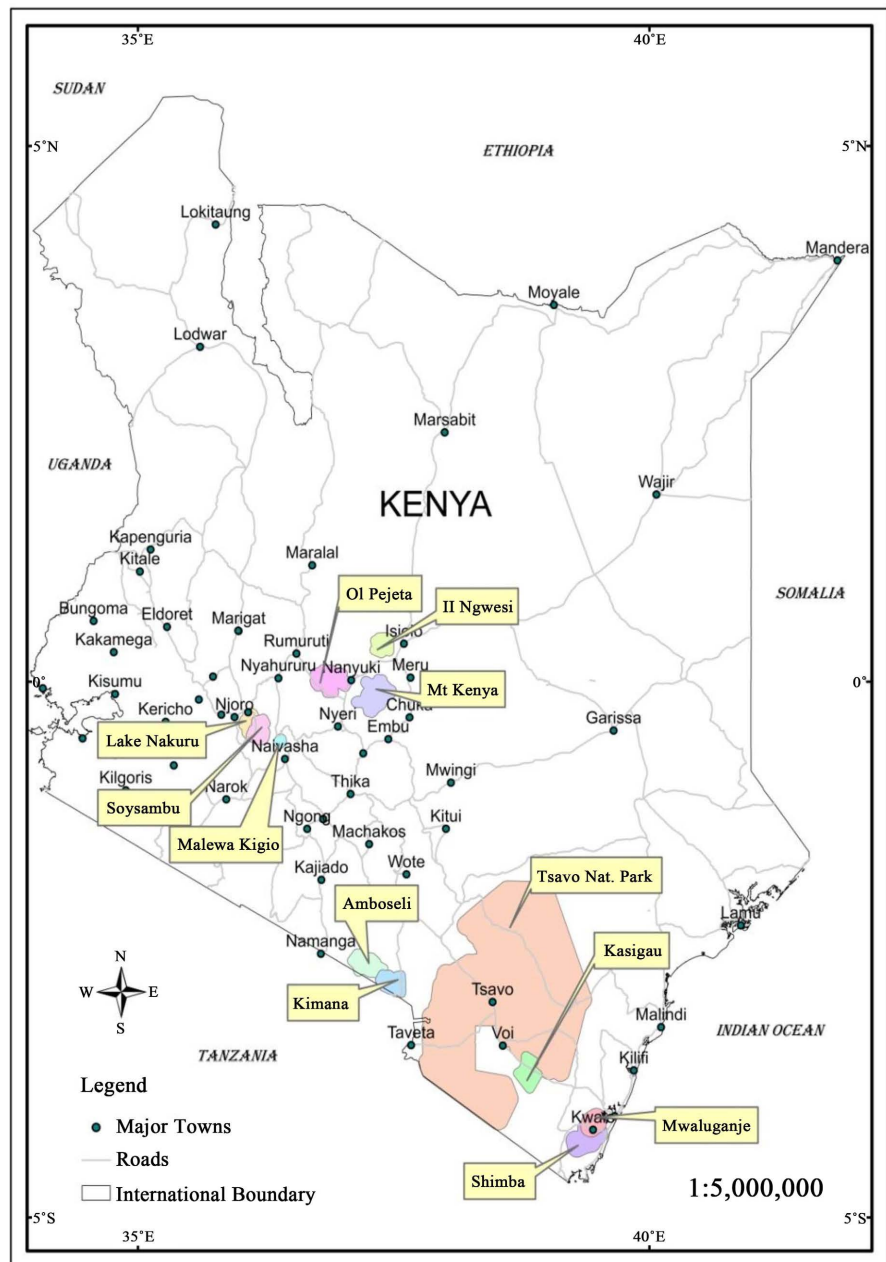 35°E
40°E
SUDAN
5°N
5°N
ETHIOPIA
Lokitaung
Mandera
Moyale
Lodwar
Marsabit
UGANDA
Wajir
KENYA
Kapenguria
Kitale
Maralal
Ol Pejeta
II Ngwesi
SOMALIA
Bungoma
Eldoret
Marigat
Isiolo
Kakamega
Rumuruti
Nyahururu
Nanyuki
Meru
0°
0°
Kisumu
Mt Kenya
Kericho
Njoro
Chuka
Nyeri
Embu
Garissa
Lake Nakuru
Naivasha
Kilgoris
Narok
Thika
Mwingi
Soysambu
Ngong
Kitui
Malewa Kigio
Machakos
Kajiado
Wote
Tsavo Nat. Park
Amboseli
Lamu
Namanga
Kasigau
N
W
E
S
Kimana
Tsavo
Malindi
Taveta
Voi
INDIAN OCEAN
TANZANIA
Kilifi
Legend
Major Towns
Kwale
Mwaluganje
Roads
Shimba
International Boundary
1:5,000,000
5°S
5°S
35°E
40°E